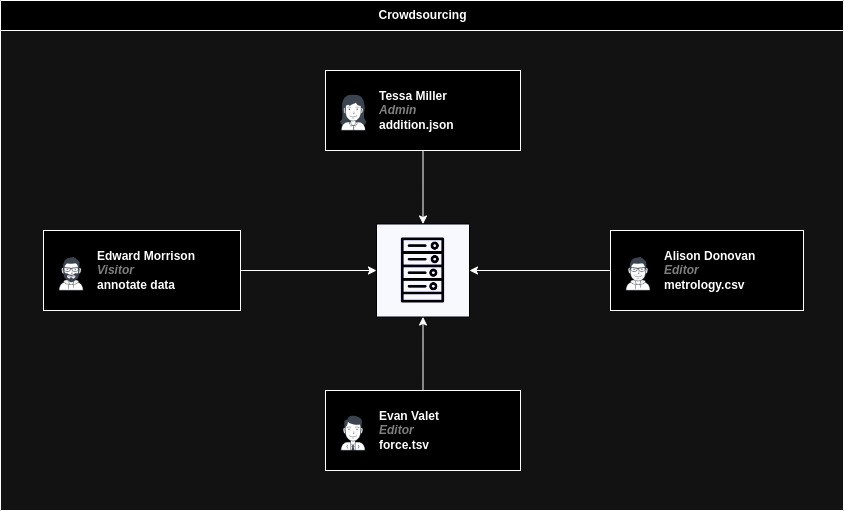 Crowdsourcing
Tessa Miller
Admin
addition.json
Edward Morrison
Visitor
annotate data
Alison Donovan
Editor
metrology.csv
Evan Valet
Editor
force.tsv